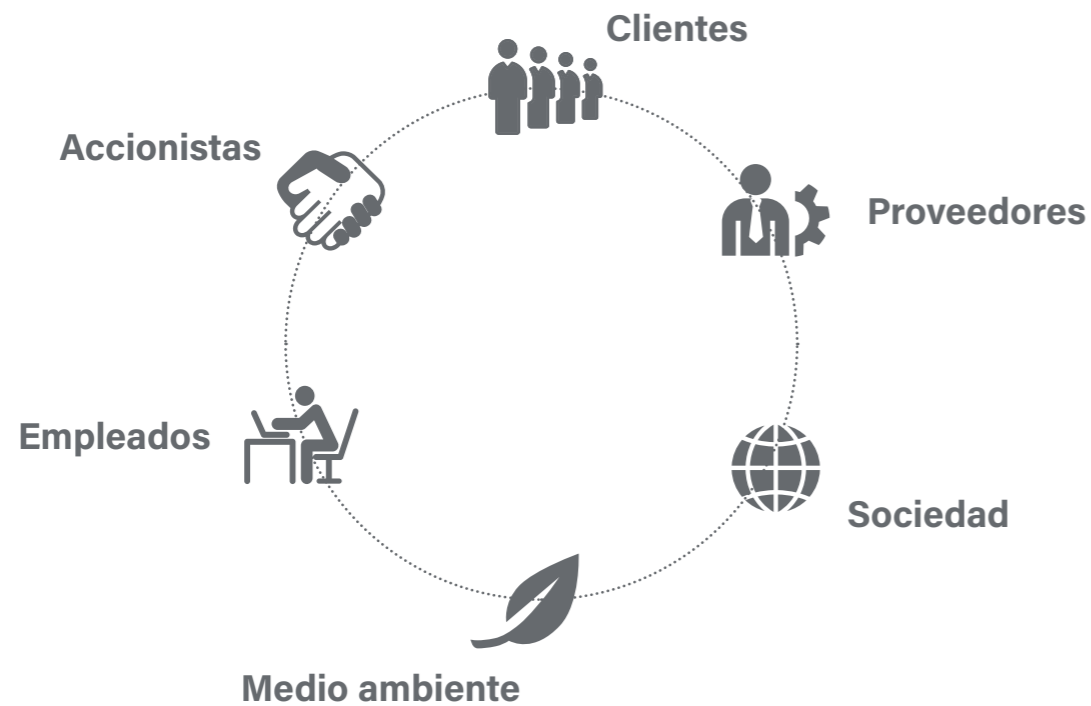 Clientes
Accionistas
Proveedores
Empleados
Sociedad
Medio ambiente